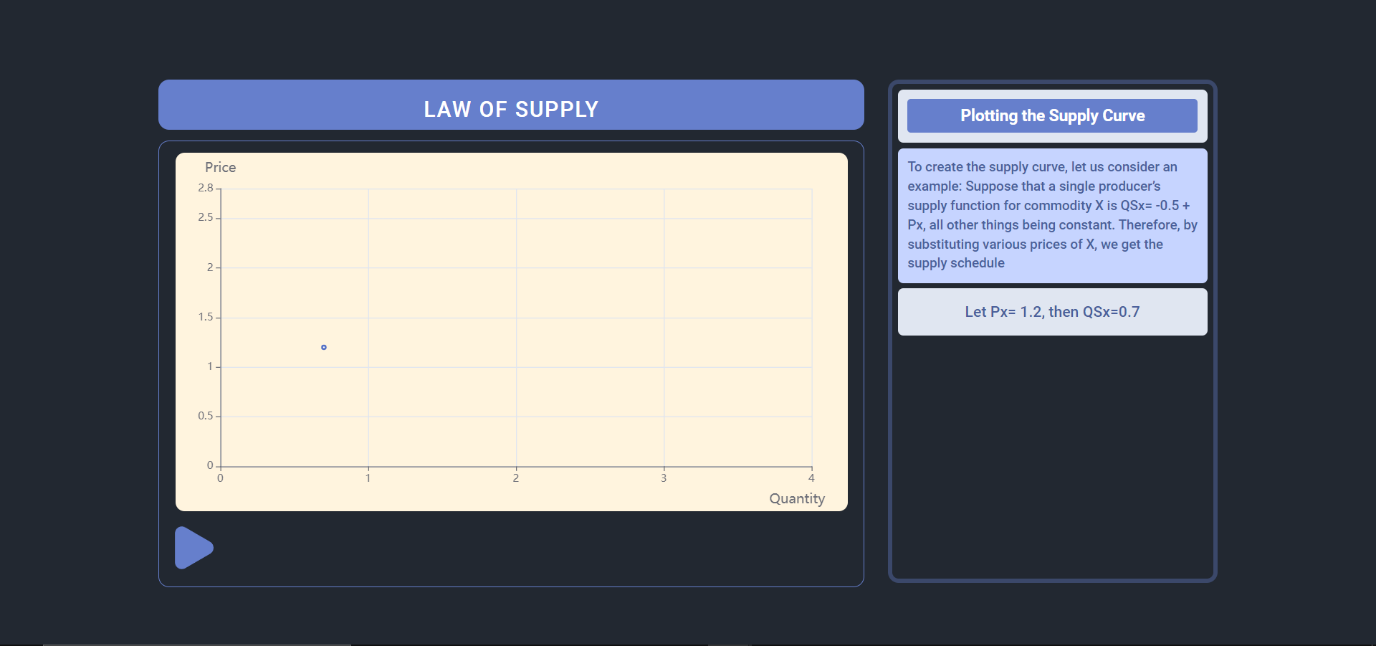 LAW OF SUPPLY
Price
2.8
2.5
2
1.5
1
0.5
0
0 1 2 3 4
Quantity
Plotting the Supply Curve
To create the supply curve, let us consider an
example: Suppose that a single producer's
supply function for commodity X is QSx= -0.5 +
Px, all other things being constant. Therefore, by
substituting various prices of X, we get the
supply schedule
Let Px= 1.2, then QSx=0.7